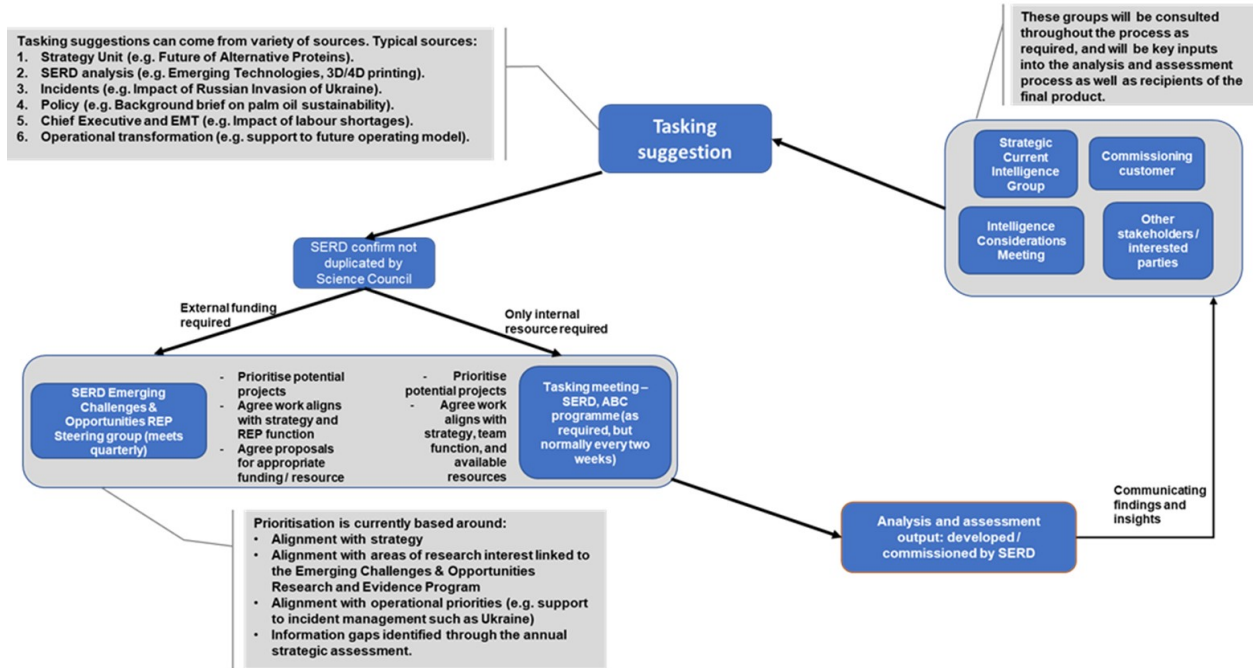 Tasking suggestions can come from variety of sources. Typical sources:
1. Strategy Unit (e.g. Future of Alternative Proteins).
2. SERD analysis (e.g. Emerging Technologies, 3D/4D printing).
3. Incidents (e.g. Impact of Russian Invasion of Ukraine).
4. Policy (e.g. Background brief on palm oil sustainability).
5. Chief Executive and EMT (e.g. Impact of labour shortages).
6. Operational transformation (e.g. support to future operating model).
Tasking
suggestion
These groups will be consulted
throughout the process as
required, and will be key inputs
into the analysis and assessment
process as well as recipients of the
final product.
Strategic
Current
Intelligence
Group
Commissioning
customer
Intelligence
Considerations
Meeting
Other
stakeholders /
interested
parties
SERD confirm not
duplicated by
Science Council
External funding
required
Only internal
resource required
SERD Emerging
Challenges &
Opportunities REP
Steering group (meets
quarterly)
- Prioritise potential
projects
- Agree work aligns
with strategy and
REP function
- Agree proposals
for appropriate
funding / resource
- Prioritise
potential projects
- Agree work
aligns with
strategy, team
function, and
available
resources
Tasking meeting –
SERD, ABC
programme (as
required, but
normally every two
weeks)
Communicating
findings and
insights
Analysis and assessment
output: developed /
commissioned by SERD
Prioritisation is currently based around:
• Alignment with strategy
• Alignment with areas of research interest linked to
the Emerging Challenges & Opportunities
Research and Evidence Program
• Alignment with operational priorities (e.g. support
to incident management such as Ukraine)
• Information gaps identified through the annual
strategic assessment.